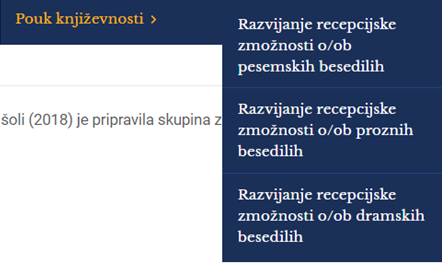 Pouk književnosti >
Razvijanje recepcijske
zmožnosti o/ob
pesemskih besedilih
Razvijanje recepcijske
zmožnosti o/ob proznih
besedilih
Razvijanje recepcijske
zmožnosti o/ob dramskih
besedilih
šoli (2018) je pripravila skupina z